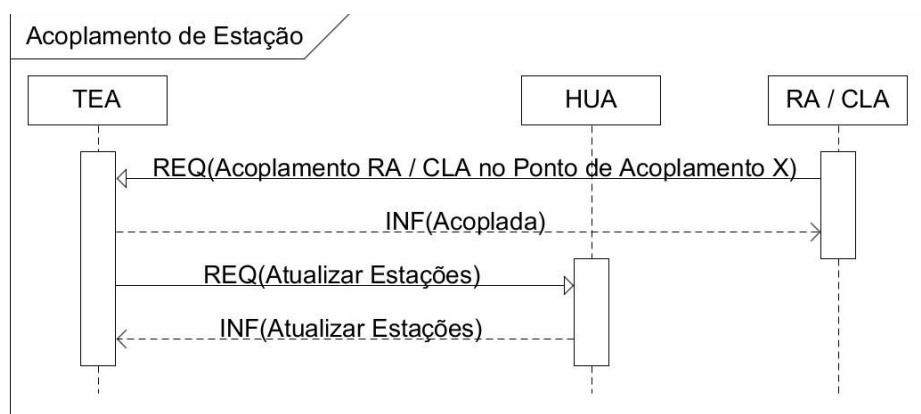 Acoplamento de Estação
TEA
HUA
RA / CLA
REQ(Acoplamento RA / CLA no Ponto de Acoplamento X)
INF(Acoplada)
REQ(Atualizar Estações)
INF(Atualizar Estações)